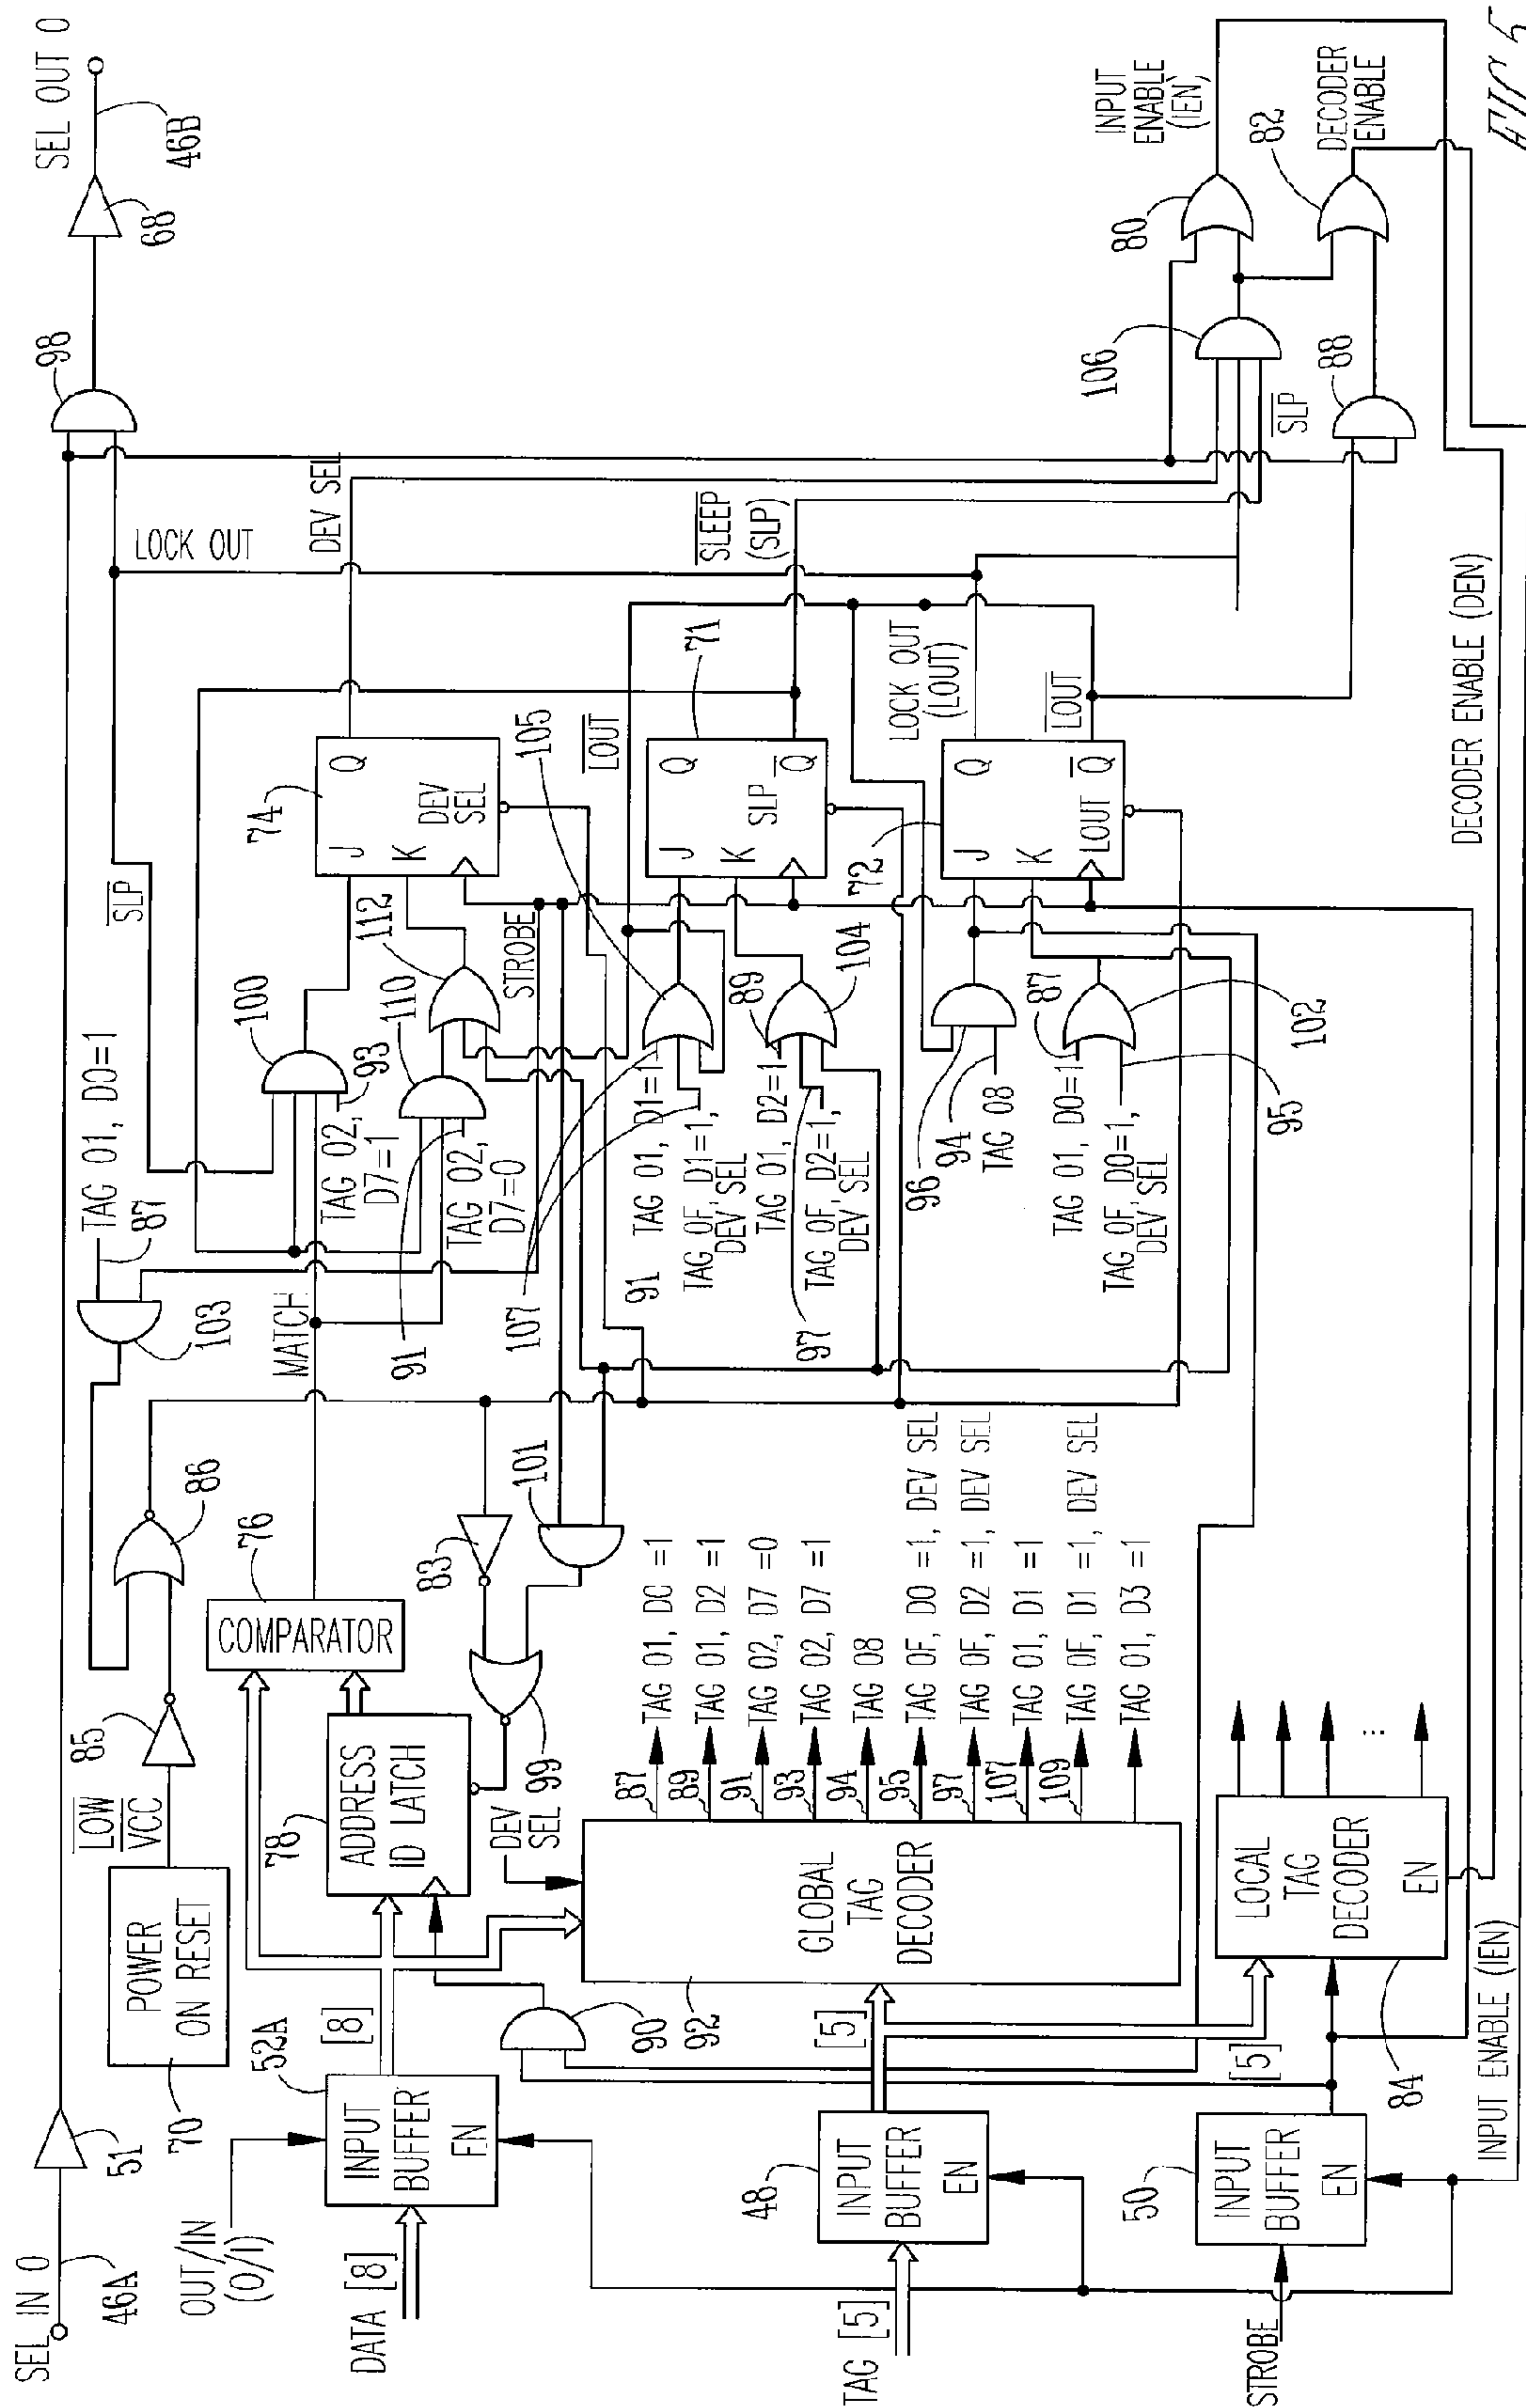 SEL IN 0
46A
51
SEL OUT 0
46B
68
98
LOCK OUT
DEV SEL
SLP
TAG 01, D0=1
87
103
OUT/IN
(O/I)
70
POWER
ON RESET
LOW
VCC
85
86
MATCH
76
COMPARATOR
100
93
TAG 02,
D7=1
91
TAG 02,
D7=0
110
112
STROBE
74
J
Q
K
DEV
SEL
DATA [8]
52A
INPUT
BUFFER
EN
[8]
78
ADDRESS
ID LATCH
83
99
101
90
DEV
SEL
LOUT
105
71
J
Q
K
SLP
Q
SLEEP
(SLP)
91
TAG 01, D1=1
107
TAG 0F, D1=1,
DEV SEL
89
TAG 01, D2=1
97
TAG 0F, D2=1,
DEV SEL
104
LOCK OUT
(LOUT)
LOUT
72
J
Q
K
LOUT
Q
96
94
TAG 08
87
TAG 01, D0=1
TAG 0F, D0=1,
DEV SEL
95
102
92
GLOBAL
TAG
DECODER
87
TAG 01, D0 =1
89
TAG 01, D2 =1
91
TAG 02, D7 =0
93
TAG 02, D7 =1
94
TAG 08
95
TAG 0F, D0 =1, DEV SEL
97
TAG 0F, D2 =1, DEV SEL
107
TAG 01, D1 =1
109
TAG 0F, D1 =1, DEV SEL
TAG 01, D3 =1
TAG [5]
48
INPUT
BUFFER
EN
[5]
[5]
STROBE
50
INPUT
BUFFER
EN
84
LOCAL
TAG
DECODER
EN
...
106
SLP
88
80
82
INPUT
ENABLE
(IEN)
DECODER
ENABLE
INPUT ENABLE (IEN)
DECODER ENABLE (DEN)
FIG 5